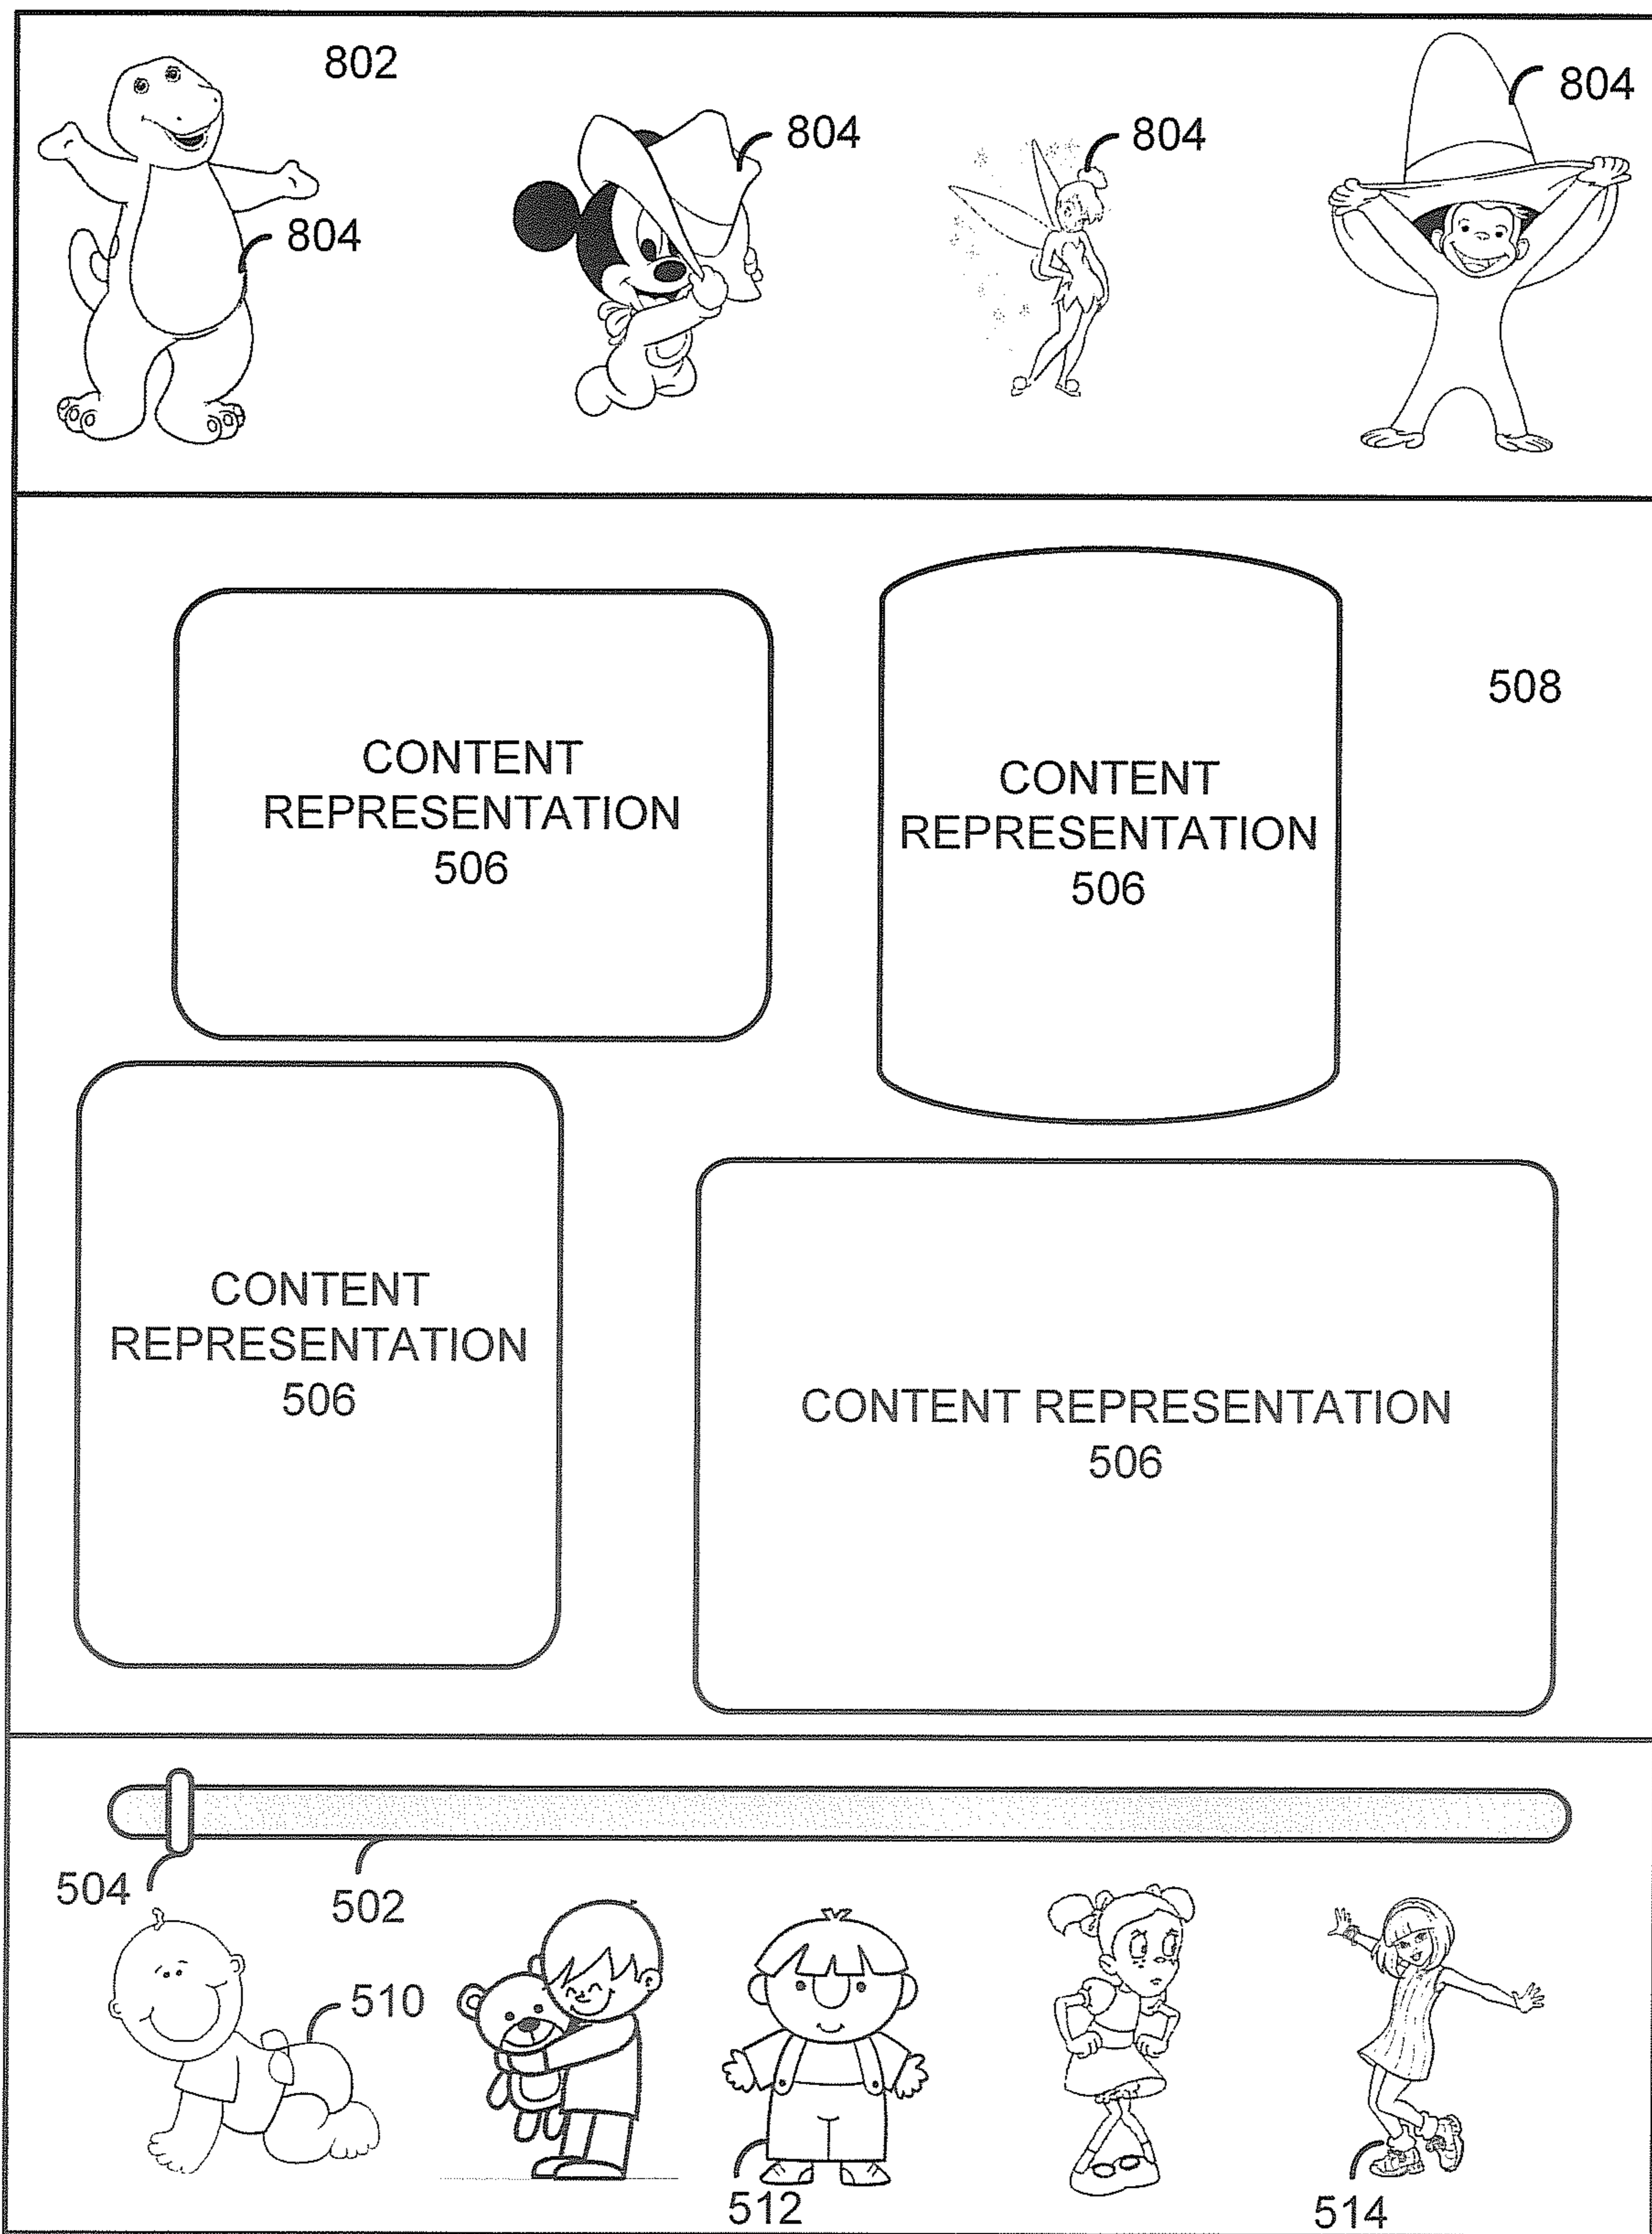 802
804
804
804
804
508
CONTENT
REPRESENTATION
506
CONTENT
REPRESENTATION
506
CONTENT
REPRESENTATION
506
CONTENT REPRESENTATION
506
504
502
510
512
514